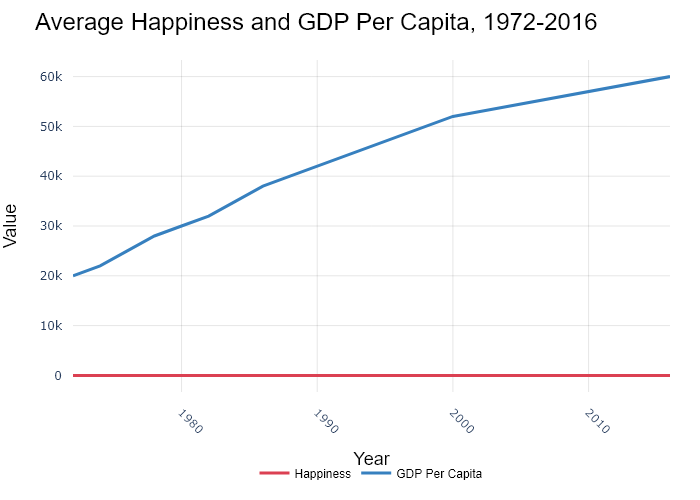 Average Happiness and GDP Per Capita, 1972-2016
Value
60k
50k
40k
30k
20k
10k
0
1980
1990
2000
2010
Year
Happiness
GDP Per Capita